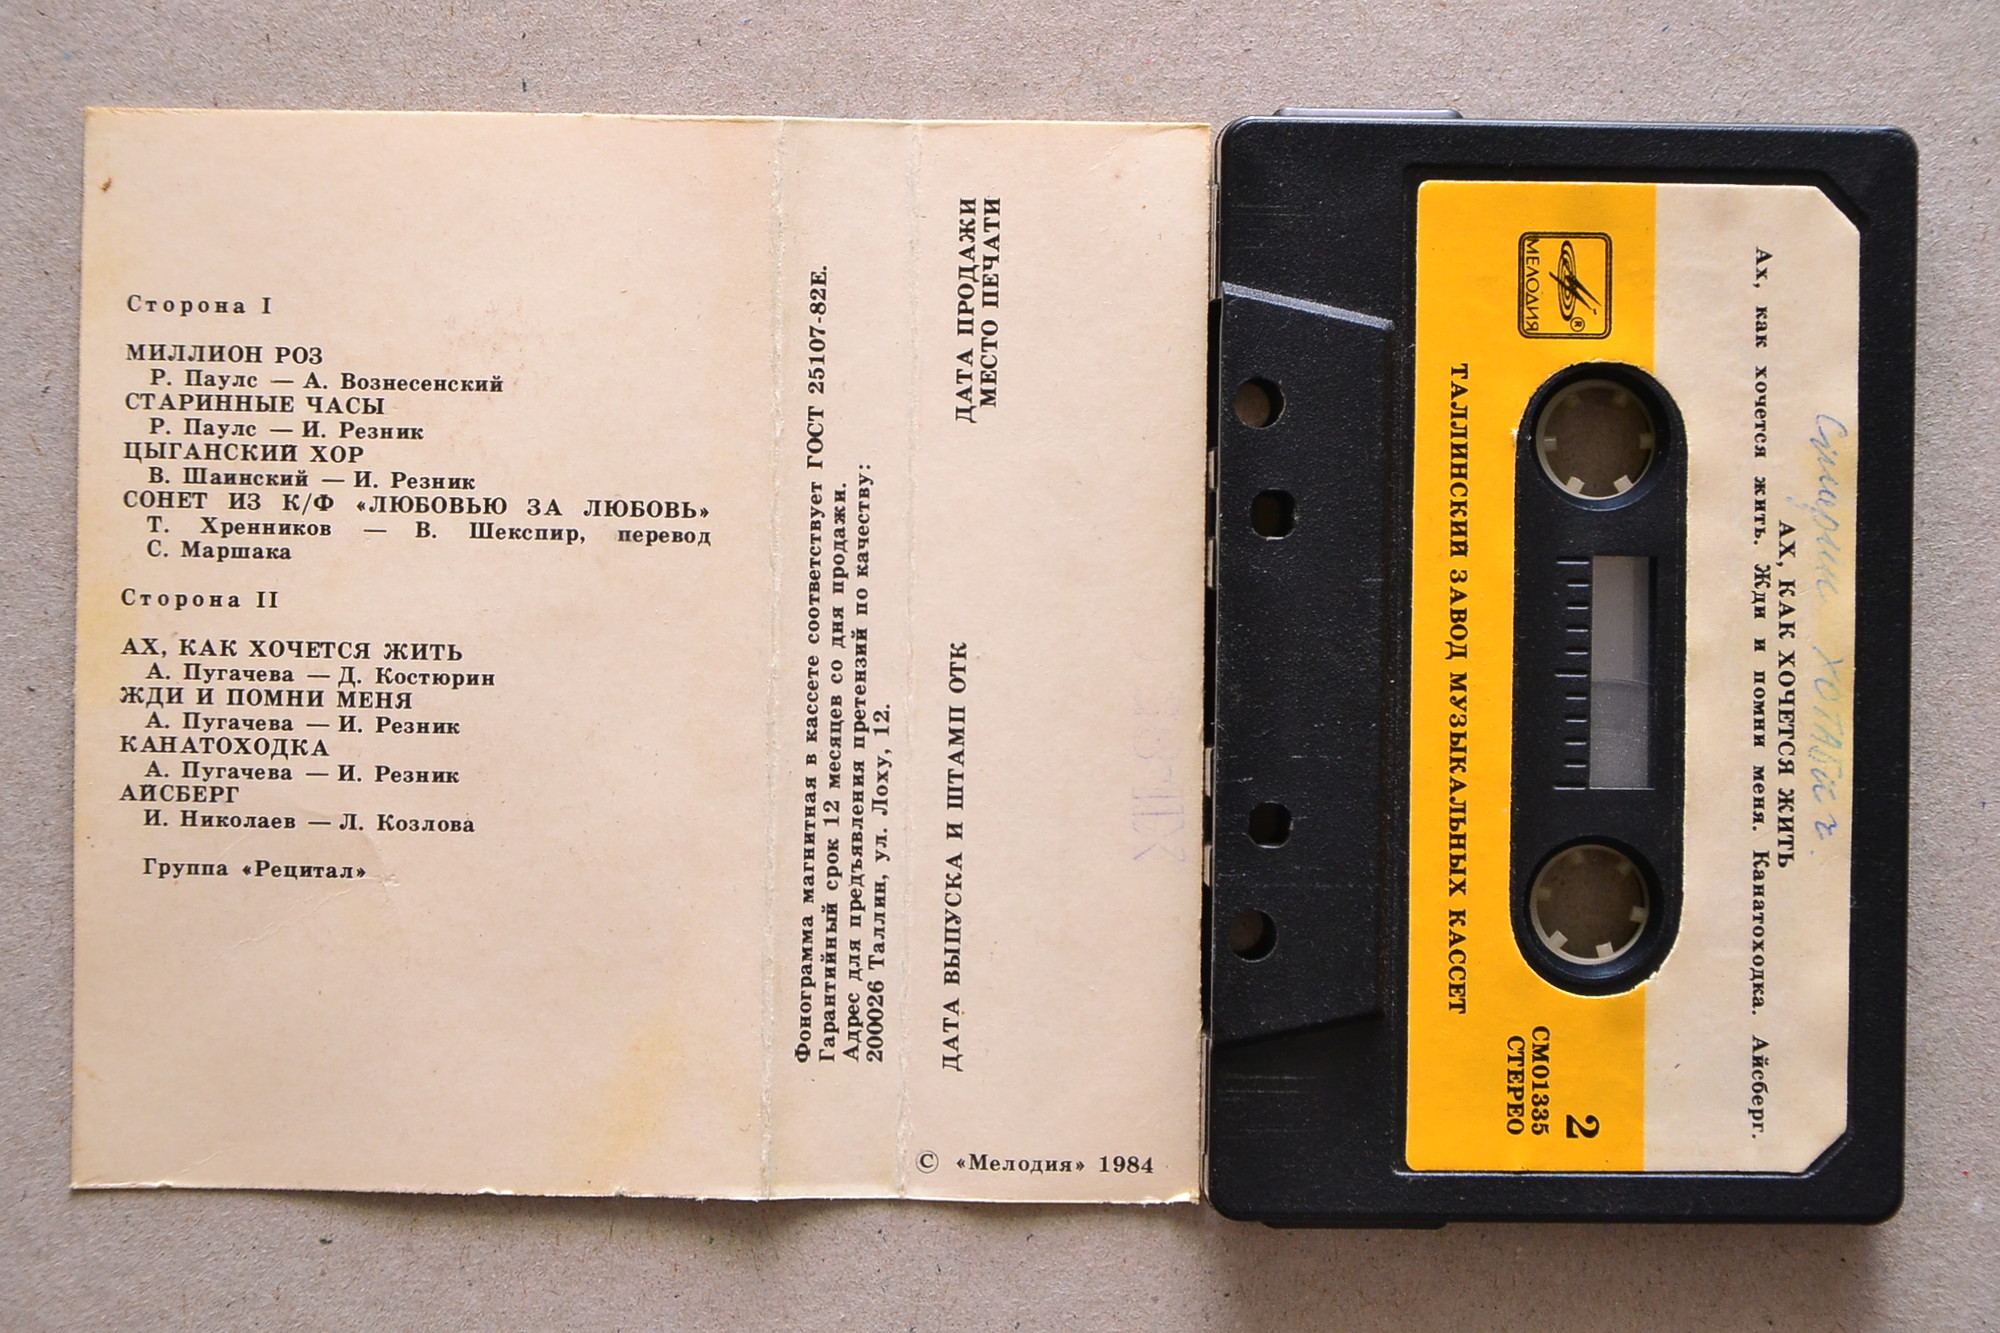 Сторона I
МИЛЛИОН РОЗ
Р. Паулс — А. Вознесенский
СТАРИННЫЕ ЧАСЫ
Р. Паулс — И. Резник
ЦЫГАНСКИЙ ХОР
В. Шаинский — И. Резник
СОНЕТ ИЗ К/Ф «ЛЮБОВЬЮ ЗА ЛЮБОВЬ»
Т. Хренников — В. Шекспир, перевод
С. Маршака
Сторона II
АХ, КАК ХОЧЕТСЯ ЖИТЬ
А. Пугачева — Д. Костюрин
ЖДИ И ПОМНИ МЕНЯ
А. Пугачева — И. Резник
КАНАТОХОДКА
А. Пугачева — И. Резник
АЙСБЕРГ
И. Николаев — Л. Козлова
Группа «Рецитал»
Фонограмма магнитная в кассете соответствует ГОСТ 25107-82Е.
Гарантийный срок 12 месяцев со дня продажи.
Адрес для предъявления претензий по качеству:
200026 Таллин, ул. Лоху, 12.
ДАТА ВЫПУСКА И ШТАМП ОТК
ДАТА ПРОДАЖИ
МЕСТО ПЕЧАТИ
© «Мелодия» 1984
Старик Хотабыч.
АХ, КАК ХОЧЕТСЯ ЖИТЬ
Ах, как хочется жить. Жди и помни меня. Канатоходка. Айсберг.
МЕЛОДИЯ ®
2
СМ01335
СТЕРЕО
ТАЛЛИНСКИЙ ЗАВОД МУЗЫКАЛЬНЫХ КАССЕТ